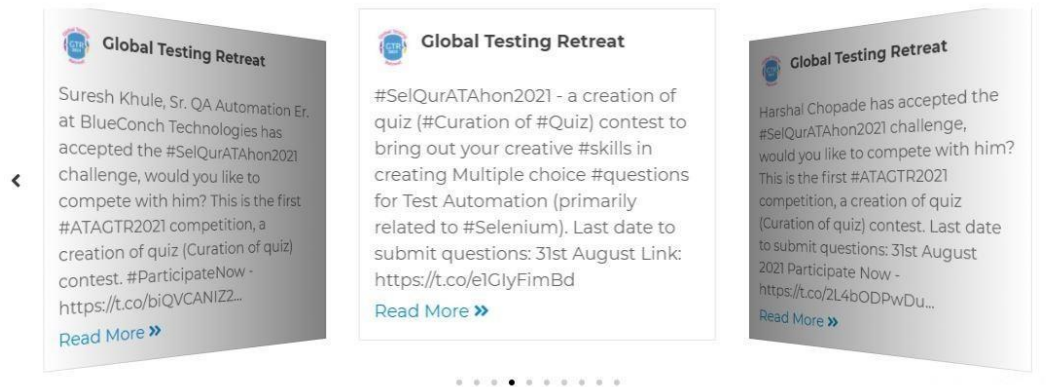 Global Testing Retreat
Suresh Khule, Sr. QA Automation Er.
at BlueConch Technologies has
accepted the #SelQurATAhon2021
challenge, would you like to
compete with him? This is the first
#ATAGTR2021 competition, a
creation of quiz (Curation of quiz)
contest. #ParticipateNow -
https://t.co/biQVCANIZ2...
Read More »
Global Testing Retreat
#SelQurATAhon2021 - a creation of
quiz (#Curation of #Quiz) contest to
bring out your creative #skills in
creating Multiple choice #questions
for Test Automation (primarily
related to #Selenium). Last date to
submit questions: 31st August Link:
https://t.co/e1GIyFimBd
Read More »
Global Testing Retreat
Harshal Chopade has accepted the
#SelQurATAhon2021 challenge,
would you like to compete with him?
This is the first #ATAGTR2021
competition, a creation of quiz
(Curation of quiz) contest. Last date
to submit questions: 31st August
2021 Participate Now -
https://t.co/2L4bODPwDu...
Read More »